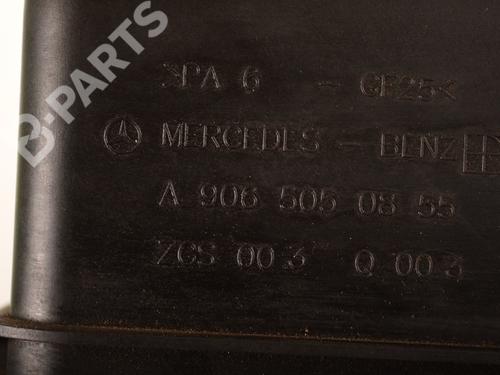 >PA 6 - GF25<
MERCEDES - BENZ
A 906 505 08 55
ZGS 003 Q 003
B-PARTS